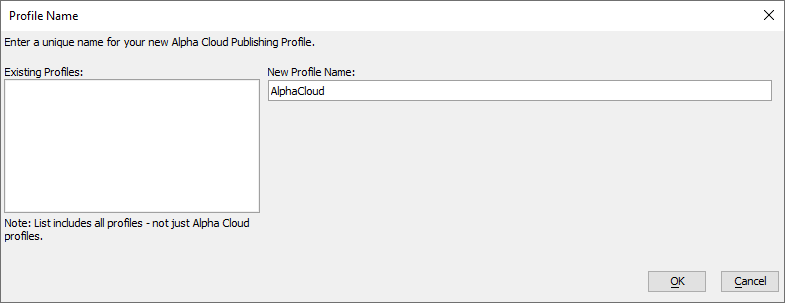 Profile Name
Enter a unique name for your new Alpha Cloud Publishing Profile.
Existing Profiles:
New Profile Name:
AlphaCloud
Note: List includes all profiles - not just Alpha Cloud
profiles.
OK
Cancel